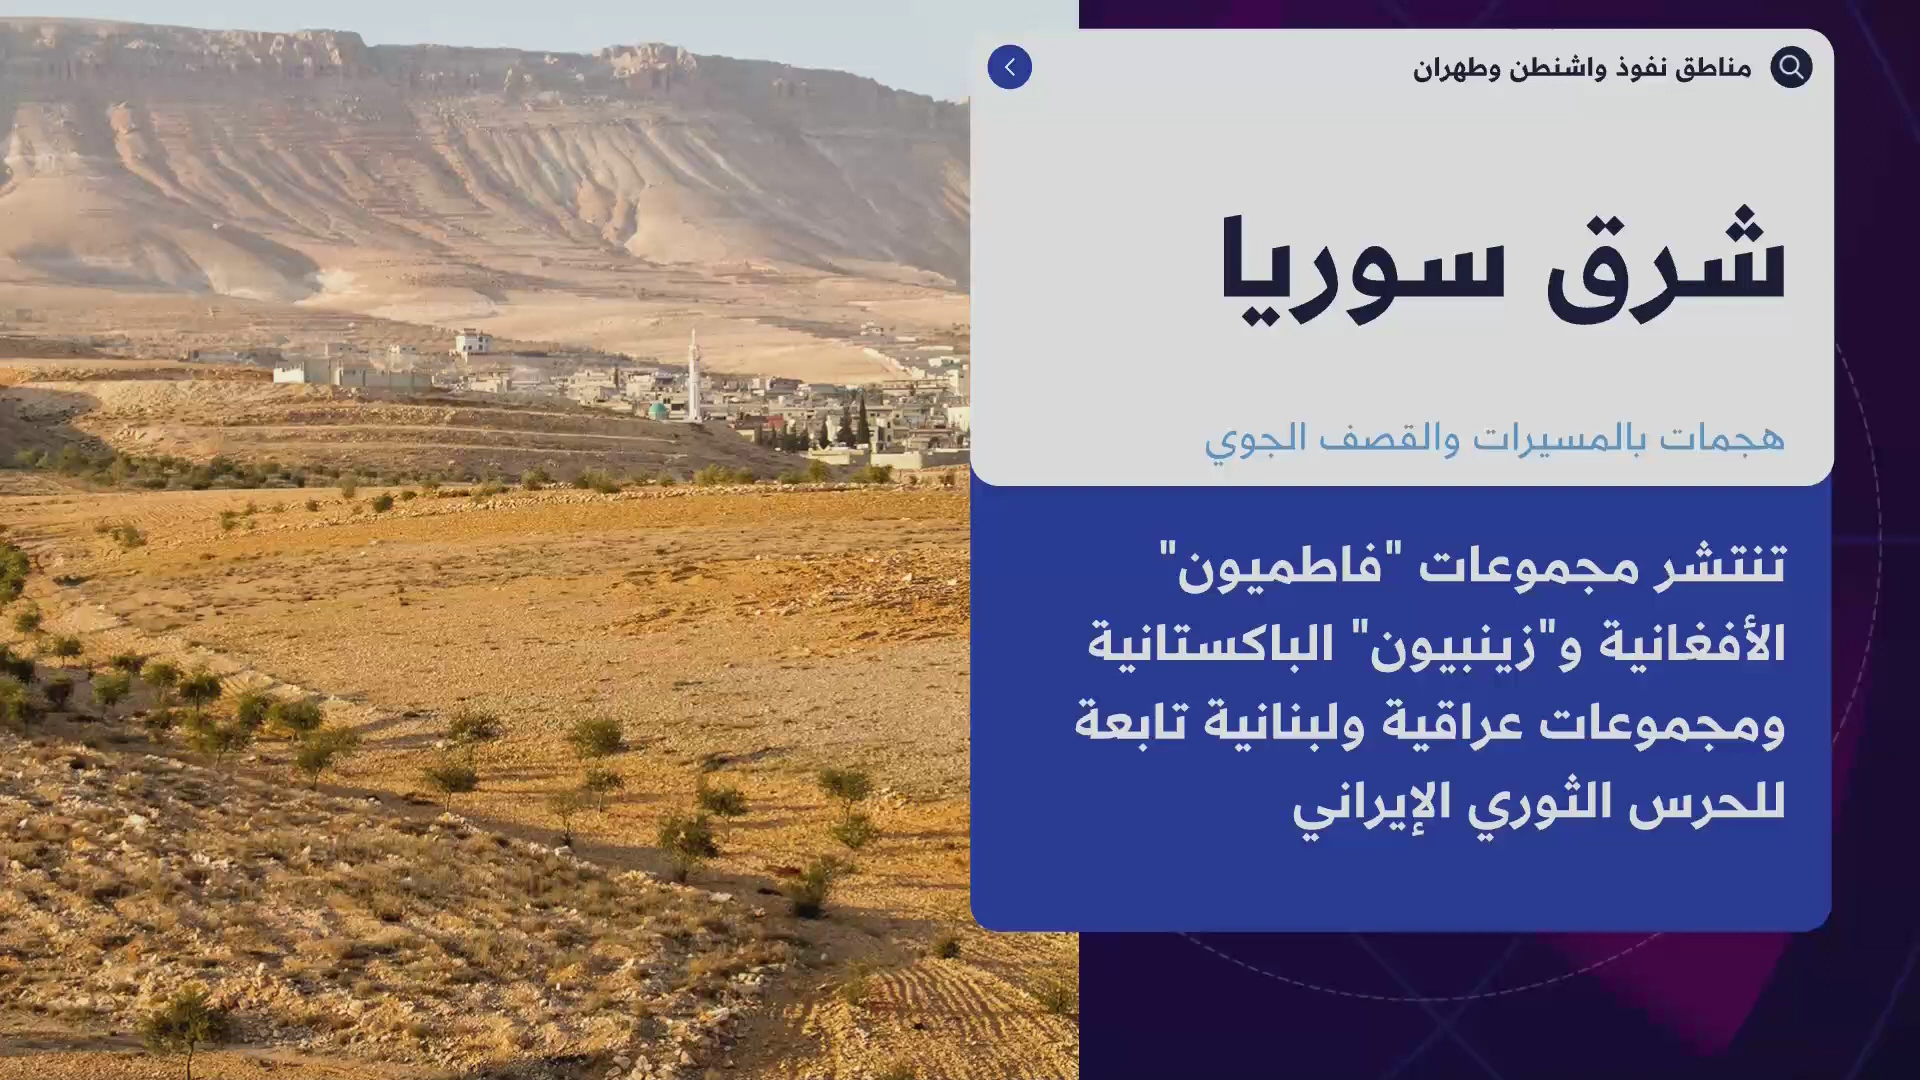 مناطق نفوذ واشنطن وطهران
شرق سوريا
هجمات بالمسيرات والقصف الجوي
تنتشر مجموعات "فاطميون"
الأفغانية و"زينبيون" الباكستانية
ومجموعات عراقية ولبنانية تابعة
للحرس الثوري الإيراني